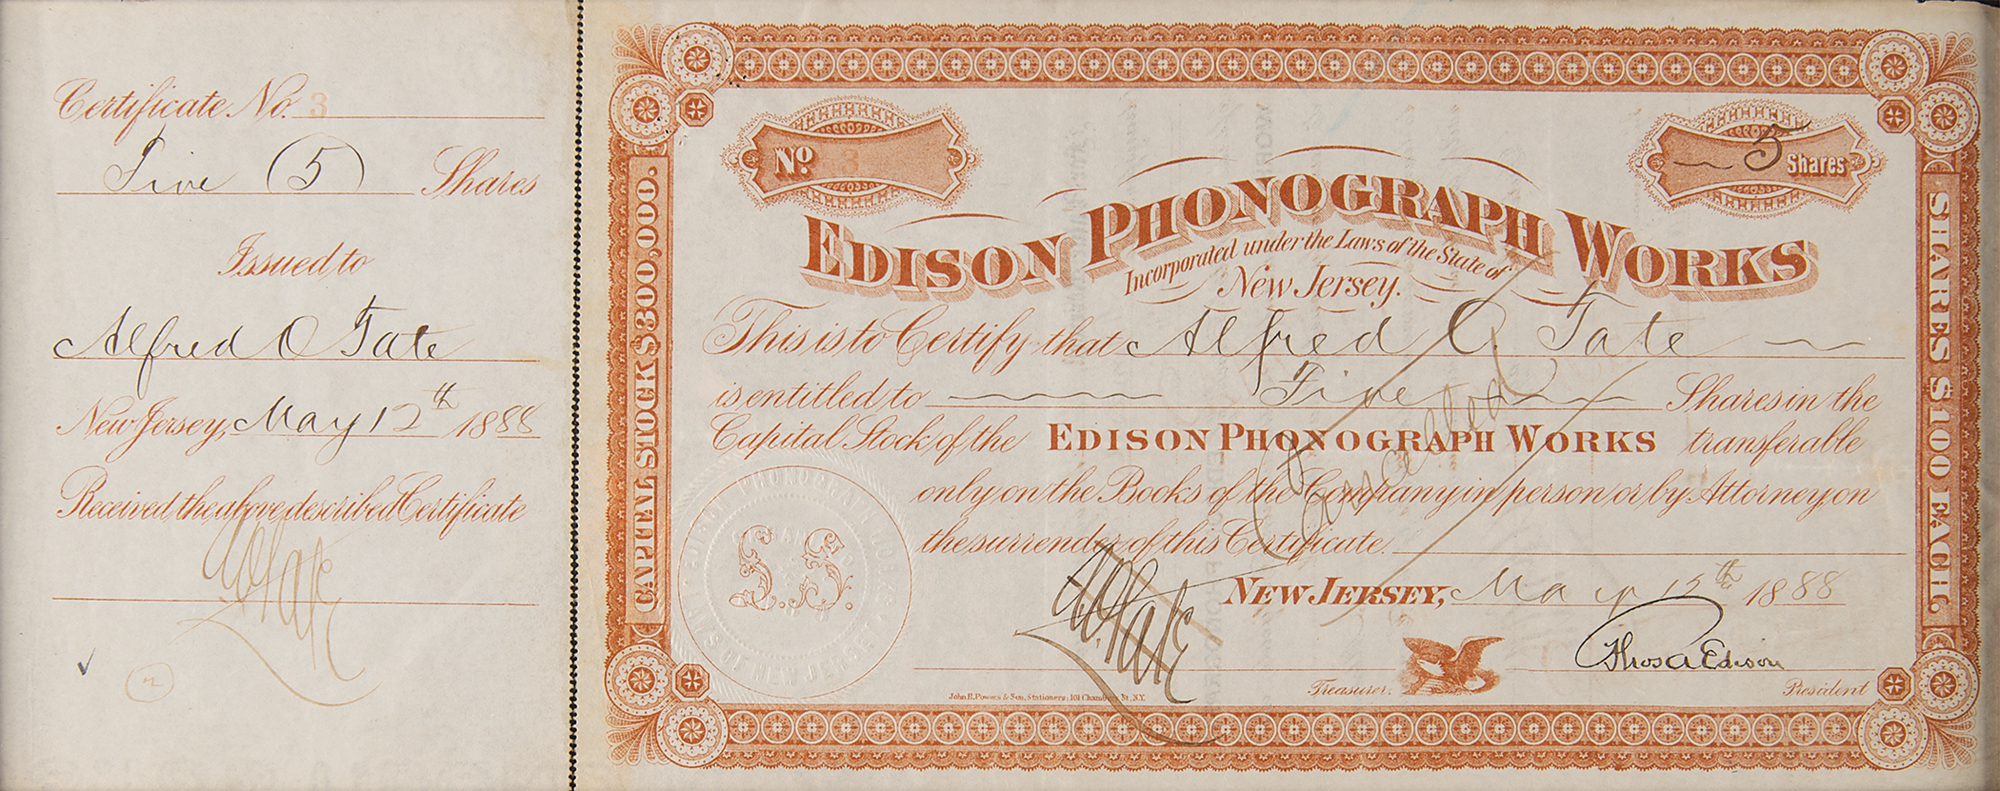 Certificate No. 3
Five (5) Shares
Issued to
Alfred O Tate
New Jersey, May 12th 1888
Received the above described Certificate
A O Tate
No. 3
5 Shares
EDISON PHONOGRAPH WORKS
Incorporated under the Laws of the State of
New Jersey.
This is to Certify that Alfred O Tate
is entitled to Five Shares in the
Capital Stock of the EDISON PHONOGRAPH WORKS transferable
only on the Books of the Company in person or by Attorney on
the surrender of this Certificate.
Cancelled
NEW JERSEY, May 12th 1888
A O Tate
Thos A Edison
Treasurer.
President
John E. Powers & Son, Stationers, 101 Chambers St. N.Y.
CAPITAL STOCK $300,000.
SHARES $100 EACH
L.S.